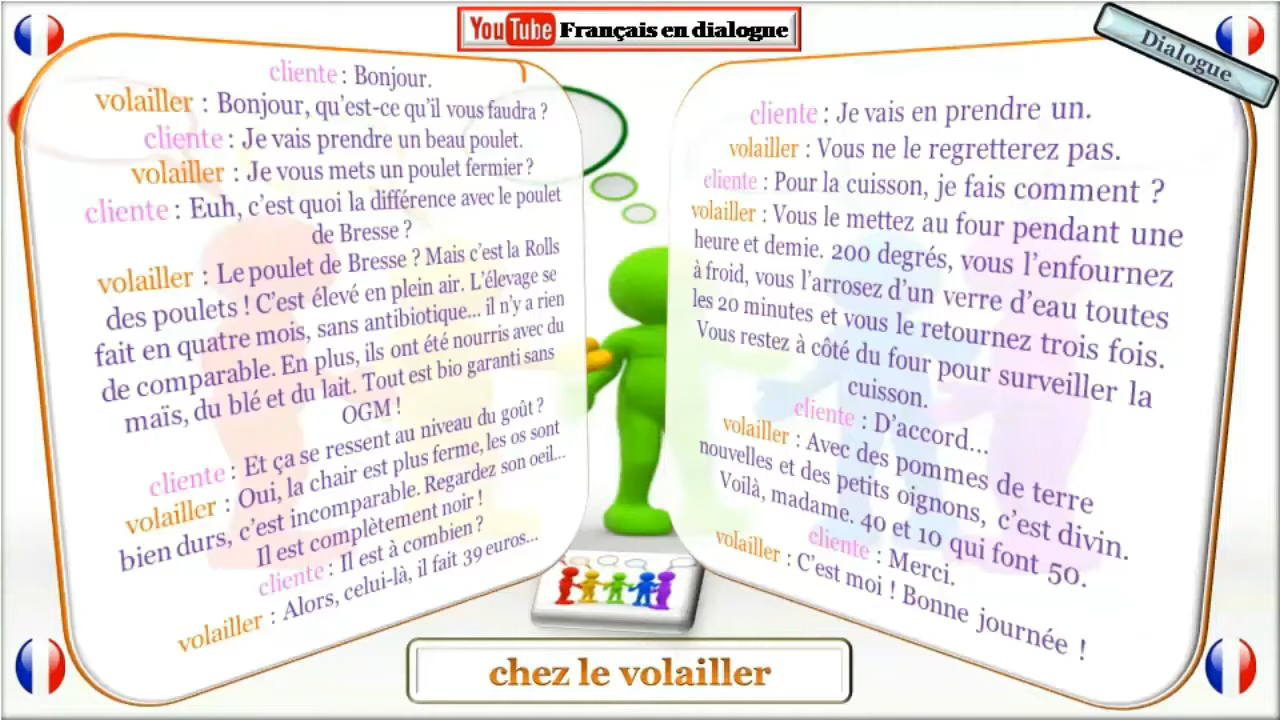 YouTube Français en dialogue
Dialogue
cliente : Bonjour.
volailler : Bonjour, qu'est-ce qu'il vous faudra ?
cliente : Je vais prendre un beau poulet.
volailler : Je vous mets un poulet fermier ?
cliente : Euh, c'est quoi la différence avec le poulet
de Bresse ?
volailler : Le poulet de Bresse ? Mais c'est la Rolls
des poulets ! C'est élevé en plein air. L'élevage se
fait en quatre mois, sans antibiotique... il n'y a rien
de comparable. En plus, ils ont été nourris avec du
maïs, du blé et du lait. Tout est bio garanti sans
OGM !
cliente : Et ça se ressent au niveau du goût ?
volailler : Oui, la chair est plus ferme, les os sont
bien durs, c'est incomparable. Regardez son oeil...
Il est complètement noir !
cliente : Il est à combien ?
volailler : Alors, celui-là, il fait 39 euros...
cliente : Je vais en prendre un.
volailler : Vous ne le regretterez pas.
cliente : Pour la cuisson, je fais comment ?
volailler : Vous le mettez au four pendant une
heure et demie. 200 degrés, vous l'enfournez
à froid, vous l'arrosez d'un verre d'eau toutes
les 20 minutes et vous le retournez trois fois.
Vous restez à côté du four pour surveiller la
cuisson.
cliente : D'accord...
volailler : Avec des pommes de terre
nouvelles et des petits oignons, c'est divin.
Voilà, madame. 40 et 10 qui font 50.
cliente : Merci.
volailler : C'est moi ! Bonne journée !
chez le volailler